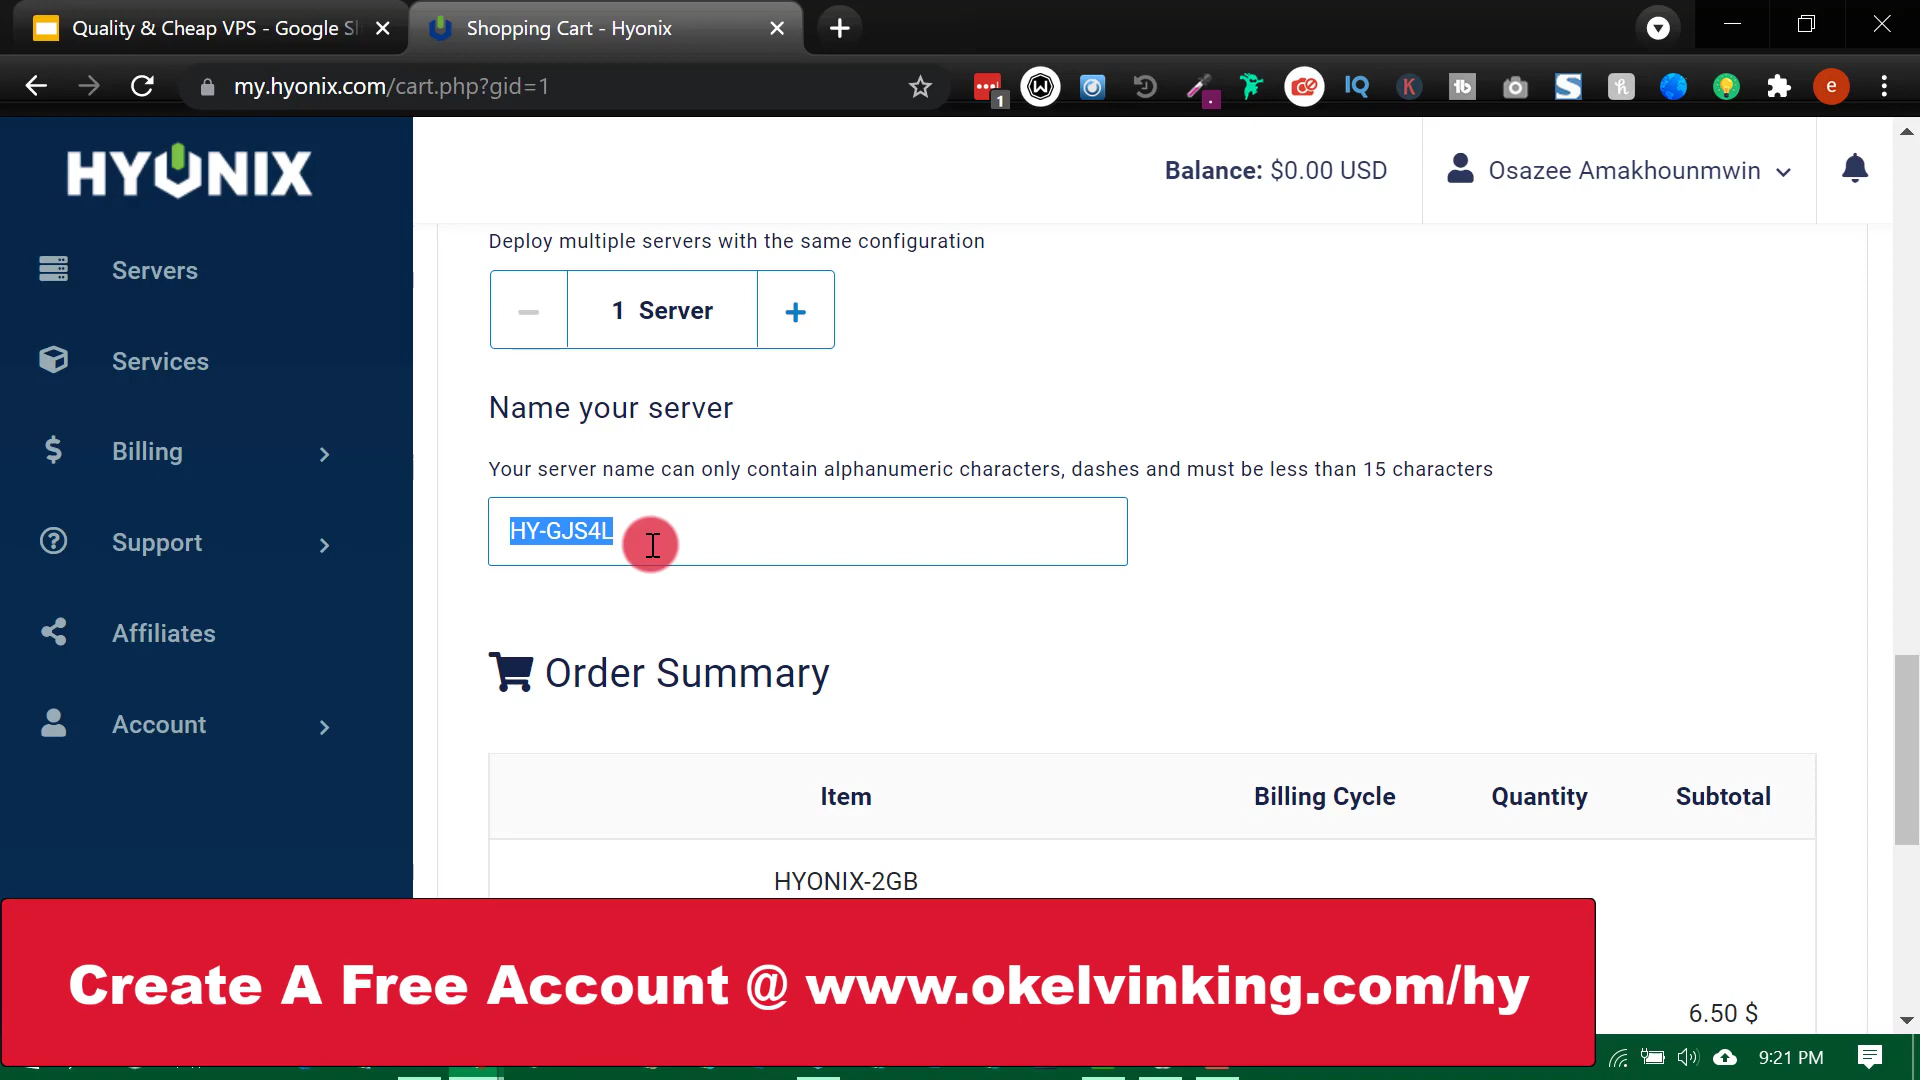 Quality & Cheap VPS - Google Sl
Shopping Cart - Hyonix
my.hyonix.com/cart.php?gid=1
1
IQ
K
tb
S
h
e
HYONIX
Balance: $0.00 USD
Osazee Amakhounmwin
Servers
Services
Billing
Support
Affiliates
Account
Deploy multiple servers with the same configuration
1 Server
Name your server
Your server name can only contain alphanumeric characters, dashes and must be less than 15 characters
HY-GJS4L
Order Summary
Item
Billing Cycle
Quantity
Subtotal
HYONIX-2GB
6.50 $
Create A Free Account @ www.okelvinking.com/hy
9:21 PM